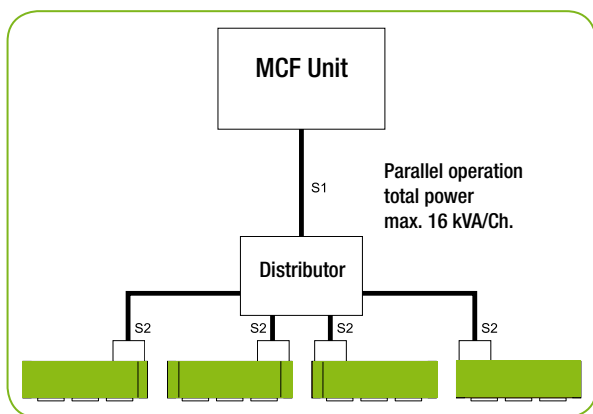 MCF Unit
S1
Parallel operation
total power
max. 16 kVA/Ch.
Distributor
S2
S2
S2
S2